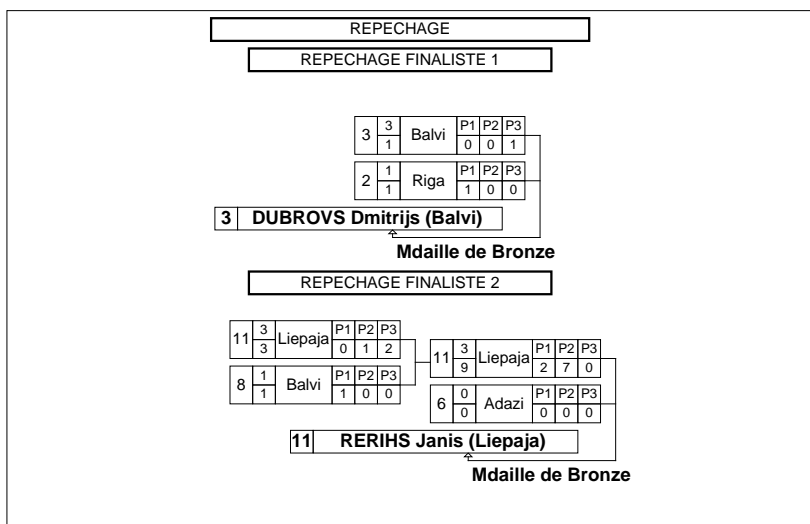 REPECHAGE
REPECHAGE FINALISTE 1
3 3 Balvi P1 P2 P3
1 0 0 1
2 1 Riga P1 P2 P3
1 1 0 0
3 DUBROVS Dmitrijs (Balvi)
Mdaille de Bronze
REPECHAGE FINALISTE 2
11 3 Liepaja P1 P2 P3
3 0 1 2
8 1 Balvi P1 P2 P3
1 1 0 0
11 3 Liepaja P1 P2 P3
9 2 7 0
6 0 Adazi P1 P2 P3
0 0 0 0
11 RERIHS Janis (Liepaja)
Mdaille de Bronze